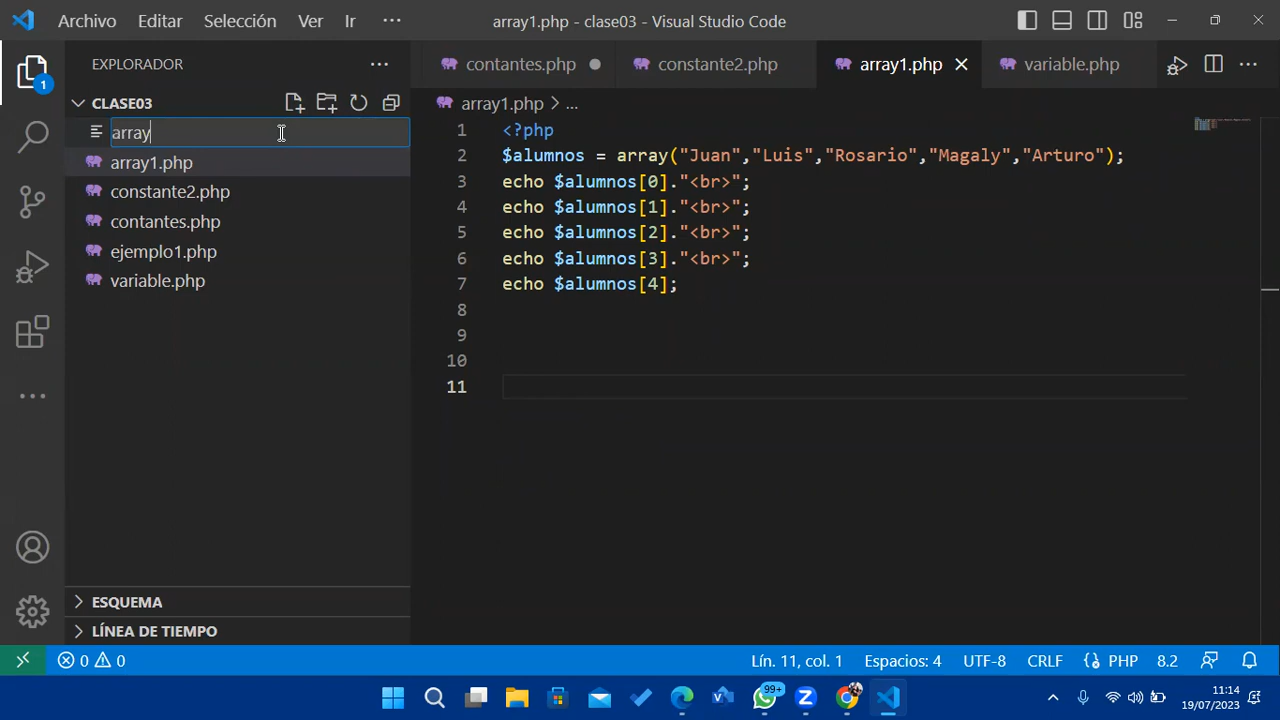 Archivo Editar Selección Ver Ir ··· array1.php - clase03 - Visual Studio Code
EXPLORADOR ···
1
CLASE03
array
array1.php
constante2.php
contantes.php
ejemplo1.php
variable.php
ESQUEMA
LÍNEA DE TIEMPO
contantes.php constante2.php array1.php variable.php
array1.php > ...
1 <?php
2 $alumnos = array("Juan","Luis","Rosario","Magaly","Arturo");
3 echo $alumnos[0]."<br>";
4 echo $alumnos[1]."<br>";
5 echo $alumnos[2]."<br>";
6 echo $alumnos[3]."<br>";
7 echo $alumnos[4];
8
9
10
11
0 0 Lín. 11, col. 1 Espacios: 4 UTF-8 CRLF PHP 8.2
99+ 11:14
19/07/2023